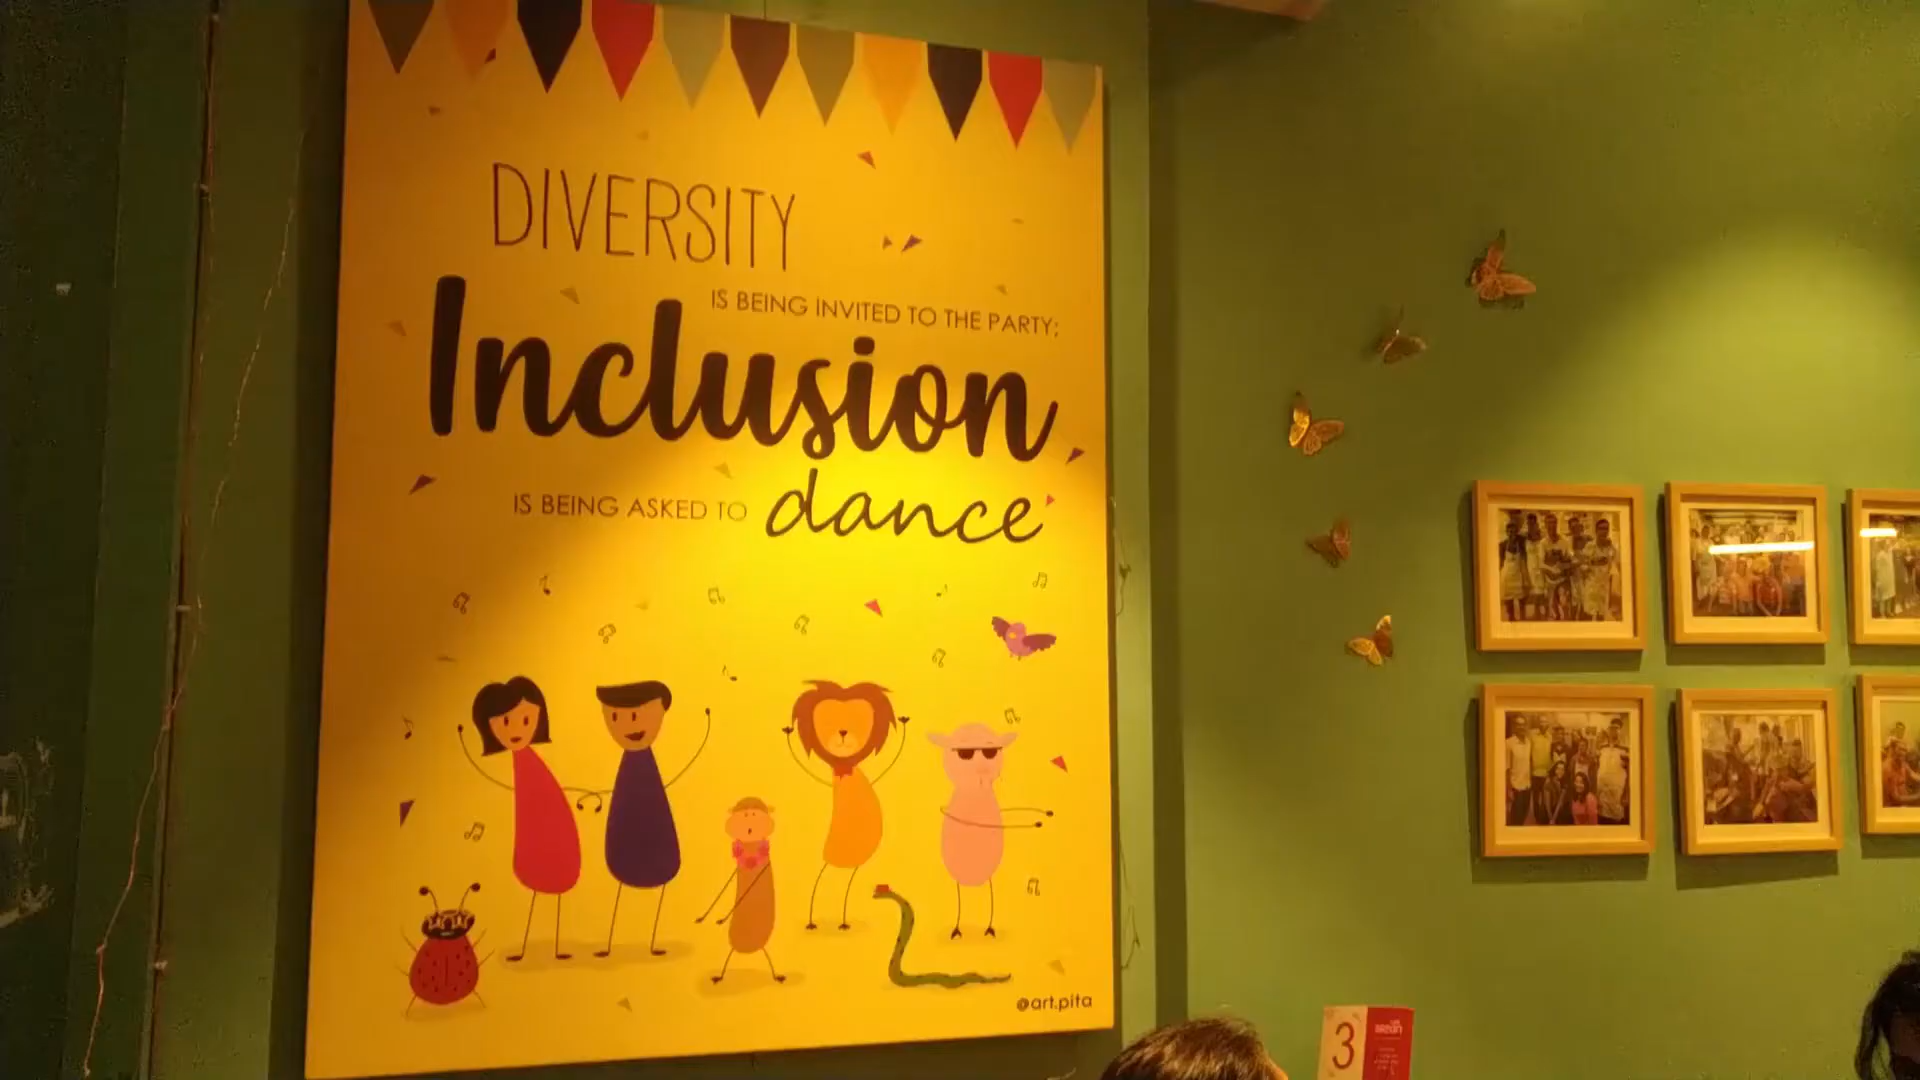 DIVERSITY
IS BEING INVITED TO THE PARTY;
Inclusion
IS BEING ASKED TO dance
@art.pita
3